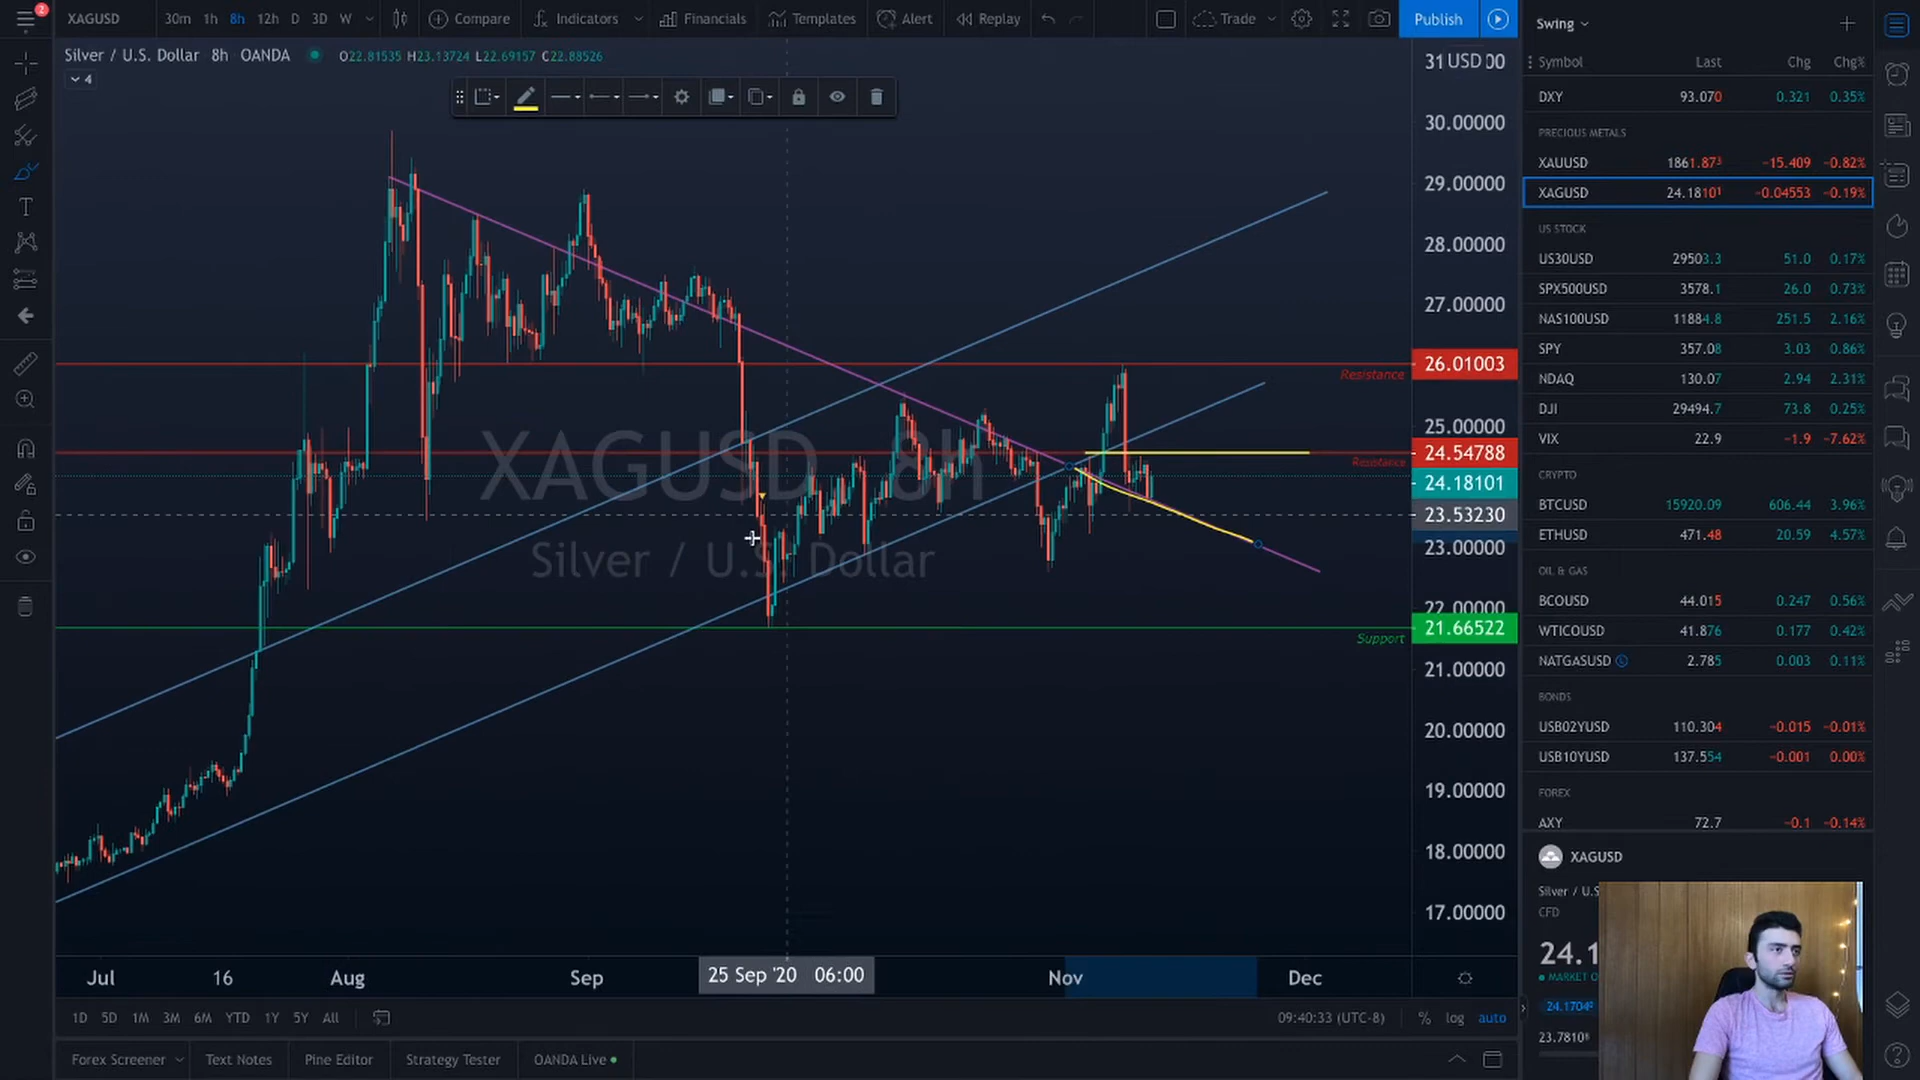 2
XAGUSD 30m 1h 8h 12h D 3D W Compare Indicators Financials Templates Alert Replay Trade Publish
Silver / U.S. Dollar 8h OANDA O22.81535 H23.13724 L22.69157 C22.88526
4
XAGUSD, 8h
Silver / U.S. Dollar
Resistance
Resistance
Support
31 USD 00
30.00000
29.00000
28.00000
27.00000
26.01003
25.00000
24.54788
24.18101
23.53230
23.00000
22.00000
21.66522
21.00000
20.00000
19.00000
18.00000
17.00000
Jul 16 Aug Sep 25 Sep '20 06:00 Nov Dec
1D 5D 1M 3M 6M YTD 1Y 5Y All 09:40:33 (UTC-8) % log auto
Forex Screener Text Notes Pine Editor Strategy Tester OANDA Live
Swing
Symbol Last Chg Chg%
DXY 93.070 0.321 0.35%
PRECIOUS METALS
XAUUSD 1861.87³ −15.409 −0.82%
XAGUSD 24.1810¹ −0.04553 −0.19%
US STOCK
US30USD 29503.3 51.0 0.17%
SPX500USD 3578.1 26.0 0.73%
NAS100USD 11884.8 251.5 2.16%
SPY 357.08 3.03 0.86%
NDAQ 130.07 2.94 2.31%
DJI 29494.7 73.8 0.25%
VIX 22.9 −1.9 −7.62%
CRYPTO
BTCUSD 15920.09 606.44 3.96%
ETHUSD 471.48 20.59 4.57%
OIL & GAS
BCOUSD 44.015 0.247 0.56%
WTICOUSD 41.876 0.177 0.42%
NATGASUSD 2.785 0.003 0.11%
BONDS
USB02YUSD 110.304 −0.015 −0.01%
USB10YUSD 137.554 −0.001 0.00%
FOREX
AXY 72.7 −0.1 −0.14%
XAGUSD
Silver / U.S
CFD
24.1
MARKET O
24.1704²
23.7810⁶